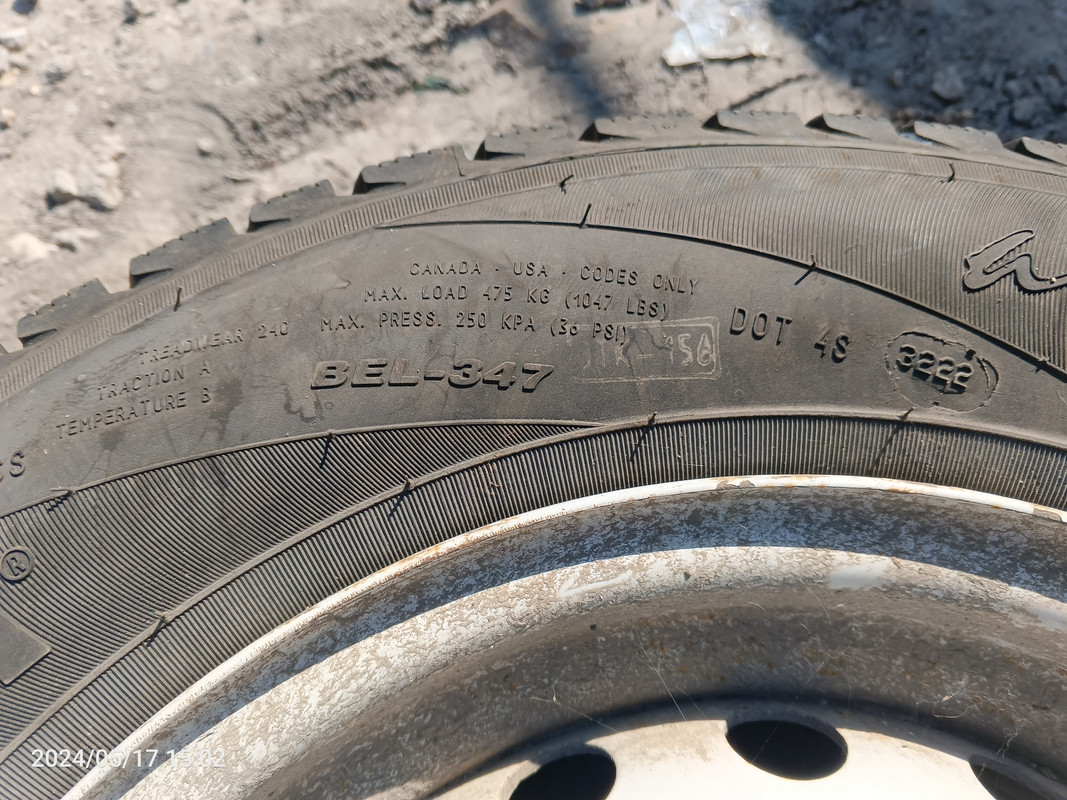 CANADA - USA - CODES ONLY
MAX. LOAD 475 KG (1047 LBS)
MAX. PRESS. 250 KPA (36 PSI)
TREADWEAR 240
TRACTION A
TEMPERATURE B
BEL-347
DOT 4S
3222
®
2024/06/17 13:02